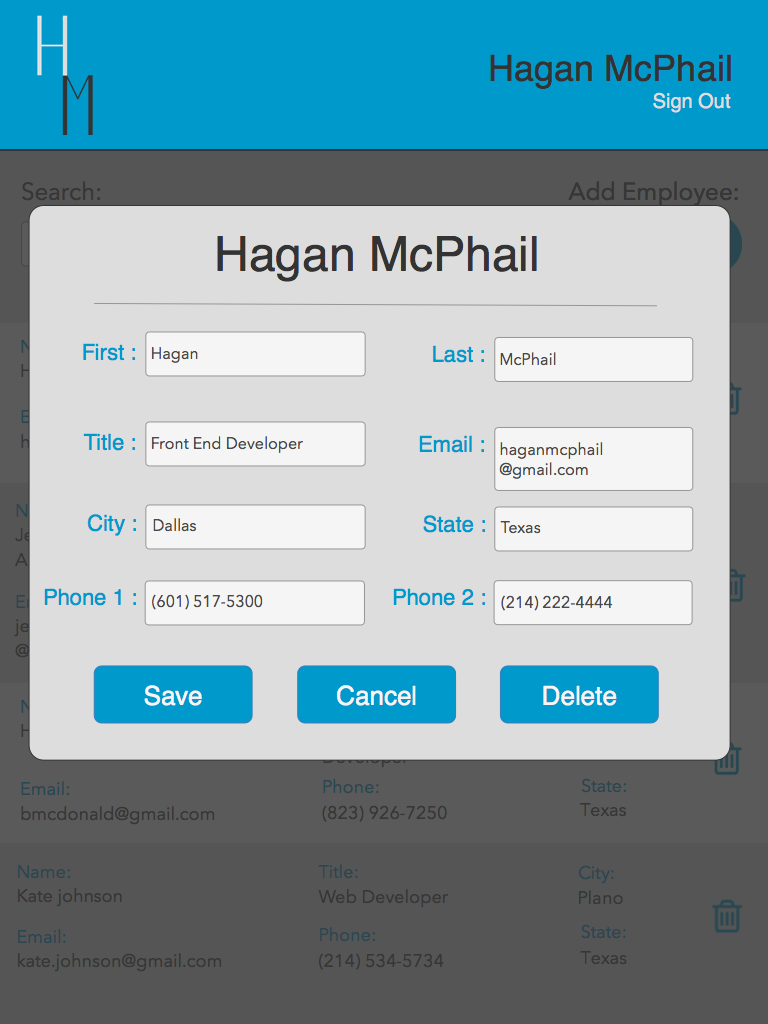 H
M
Hagan McPhail
Sign Out
Search:
Add Employee:
Hagan McPhail
First :
Hagan
Last :
McPhail
Title :
Front End Developer
Email :
haganmcphail
@gmail.com
City :
Dallas
State :
Texas
Phone 1 :
(601) 517-5300
Phone 2 :
(214) 222-4444
Save
Cancel
Delete
Developer
Email:
Phone:
State:
bmcdonald@gmail.com
(823) 926-7250
Texas
Name:
Title:
City:
Kate johnson
Web Developer
Plano
Email:
Phone:
State:
kate.johnson@gmail.com
(214) 534-5734
Texas